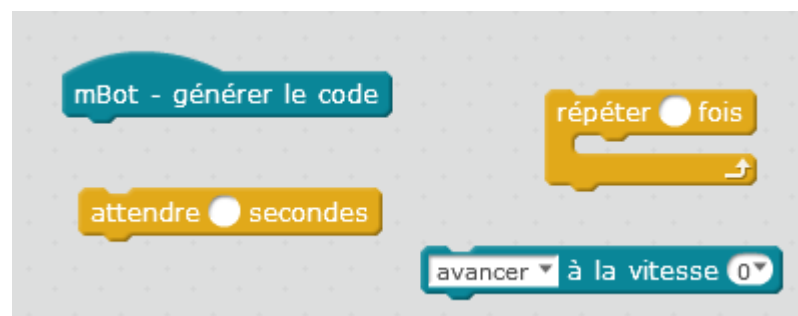 mBot - générer le code
répéter fois
attendre secondes
avancer à la vitesse 0